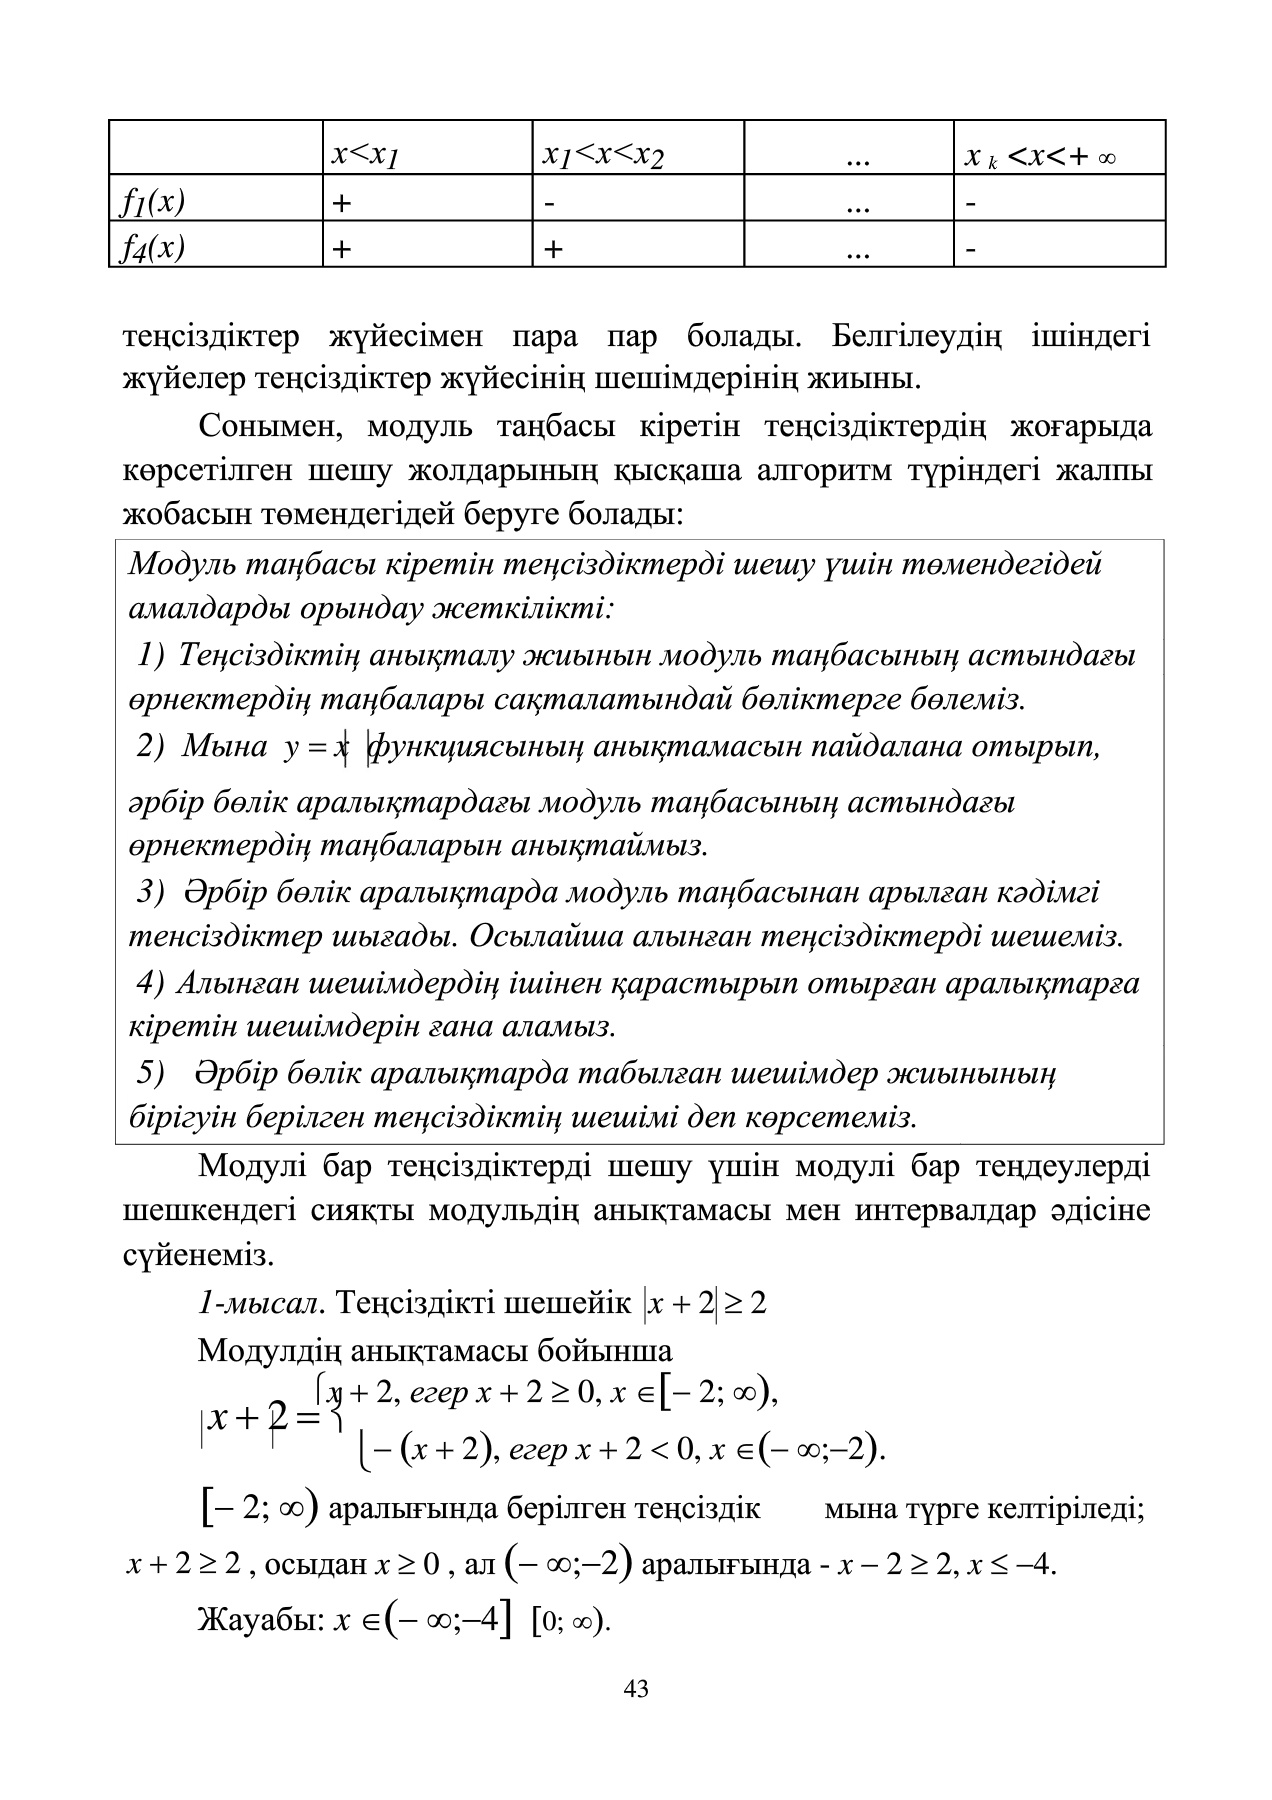 x<x1 x1<x<x2 ... x k <x<+ ∞
f1(x) + - ... -
f4(x) + + ... -
теңсіздіктер жүйесімен пара пар болады. Белгілеудің ішіндегі
жүйелер теңсіздіктер жүйесінің шешімдерінің жиыны.
Сонымен, модуль таңбасы кіретін теңсіздіктердің жоғарыда
көрсетілген шешу жолдарының қысқаша алгоритм түріндегі жалпы
жобасын төмендегідей беруге болады:
Модуль таңбасы кіретін теңсіздіктерді шешу үшін төмендегідей
амалдарды орындау жеткілікті:
1) Теңсіздіктің анықталу жиынын модуль таңбасының астындағы
өрнектердің таңбалары сақталатындай бөліктерге бөлеміз.
2) Мына y = |x| функциясының анықтамасын пайдалана отырып,
әрбір бөлік аралықтардағы модуль таңбасының астындағы
өрнектердің таңбаларын анықтаймыз.
3) Әрбір бөлік аралықтарда модуль таңбасынан арылған кәдімгі
тенсіздіктер шығады. Осылайша алынған теңсіздіктерді шешеміз.
4) Алынған шешімдердің ішінен қарастырып отырған аралықтарға
кіретін шешімдерін ғана аламыз.
5) Әрбір бөлік аралықтарда табылған шешімдер жиынының
бірігуін берілген теңсіздіктің шешімі деп көрсетеміз.
Модулі бар теңсіздіктерді шешу үшін модулі бар теңдеулерді
шешкендегі сияқты модульдің анықтамасы мен интервалдар әдісіне
сүйенеміз.
1-мысал. Теңсіздікті шешейік |x + 2| ≥ 2
Модулдің анықтамасы бойынша
x + 2, егер x + 2 ≥ 0, x ∈[– 2; ∞),
|x + 2| = {
– (x + 2), егер x + 2 < 0, x ∈(– ∞;–2).
[– 2; ∞) аралығында берілген теңсіздік мына түрге келтіріледі;
x + 2 ≥ 2 , осыдан x ≥ 0 , ал (– ∞;–2) аралығында - x – 2 ≥ 2, x ≤ –4.
Жауабы: x ∈(– ∞;–4] [0; ∞).
43